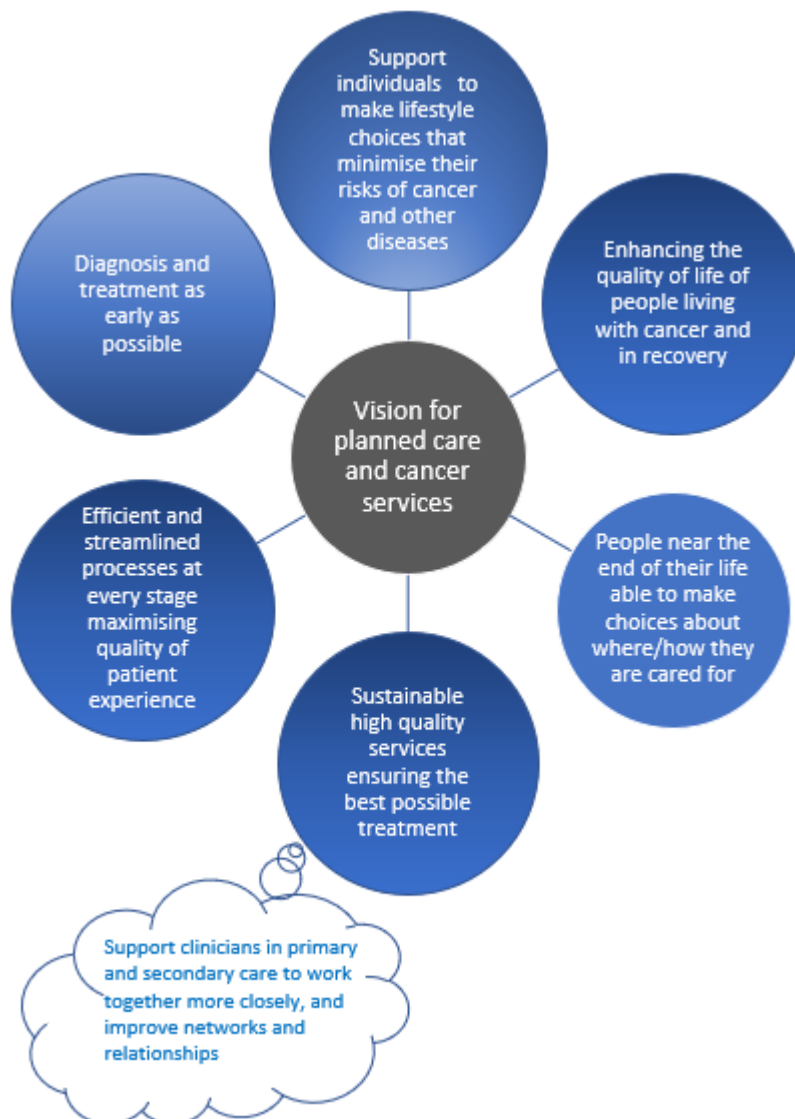 Support
individuals to
make lifestyle
choices that
minimise their
risks of cancer
and other
diseases
Enhancing the
quality of life of
people living
with cancer and
in recovery
People near the
end of their life
able to make
choices about
where/how they
are cared for
Sustainable
high quality
services
ensuring the
best possible
treatment
Efficient and
streamlined
processes at
every stage
maximising
quality of
patient
experience
Diagnosis and
treatment as
early as
possible
Vision for
planned care
and cancer
services
Support clinicians in primary
and secondary care to work
together more closely, and
improve networks and
relationships